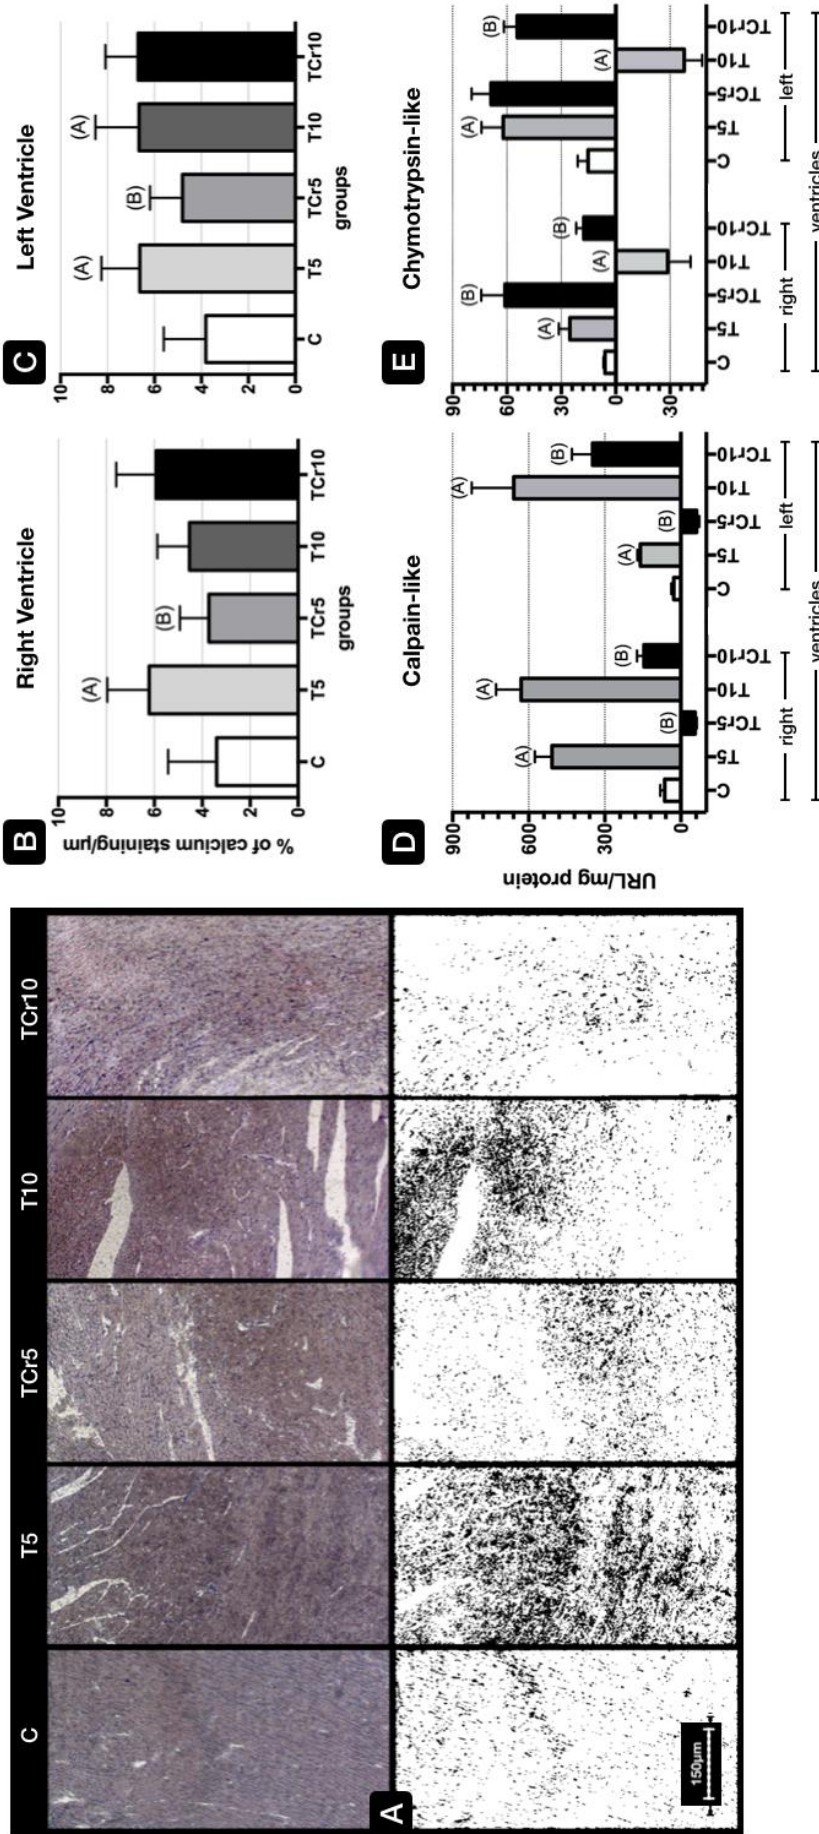 C T5 TCr5 T10 TCr10
A
150µm
B
Right Ventricle
% of calcium staining/µm
10
8
6
4
2
0
(A)
(B)
C T5 TCr5 T10 TCr10
groups
C
Left Ventricle
10
8
6
4
2
0
(A)
(B)
(A)
C T5 TCr5 T10 TCr10
groups
D
Calpain-like
URL/mg protein
900
600
300
0
(A) (B) (A) (B) (A) (B) (A) (B)
C T5 TCr5 T10 TCr10 C T5 TCr5 T10 TCr10
right left
ventricles
E
Chymotrypsin-like
90
60
30
0
-30
(A) (B) (A) (B) (A) (A) (B)
C T5 TCr5 T10 TCr10 C T5 TCr5 T10 TCr10
right left
ventricles